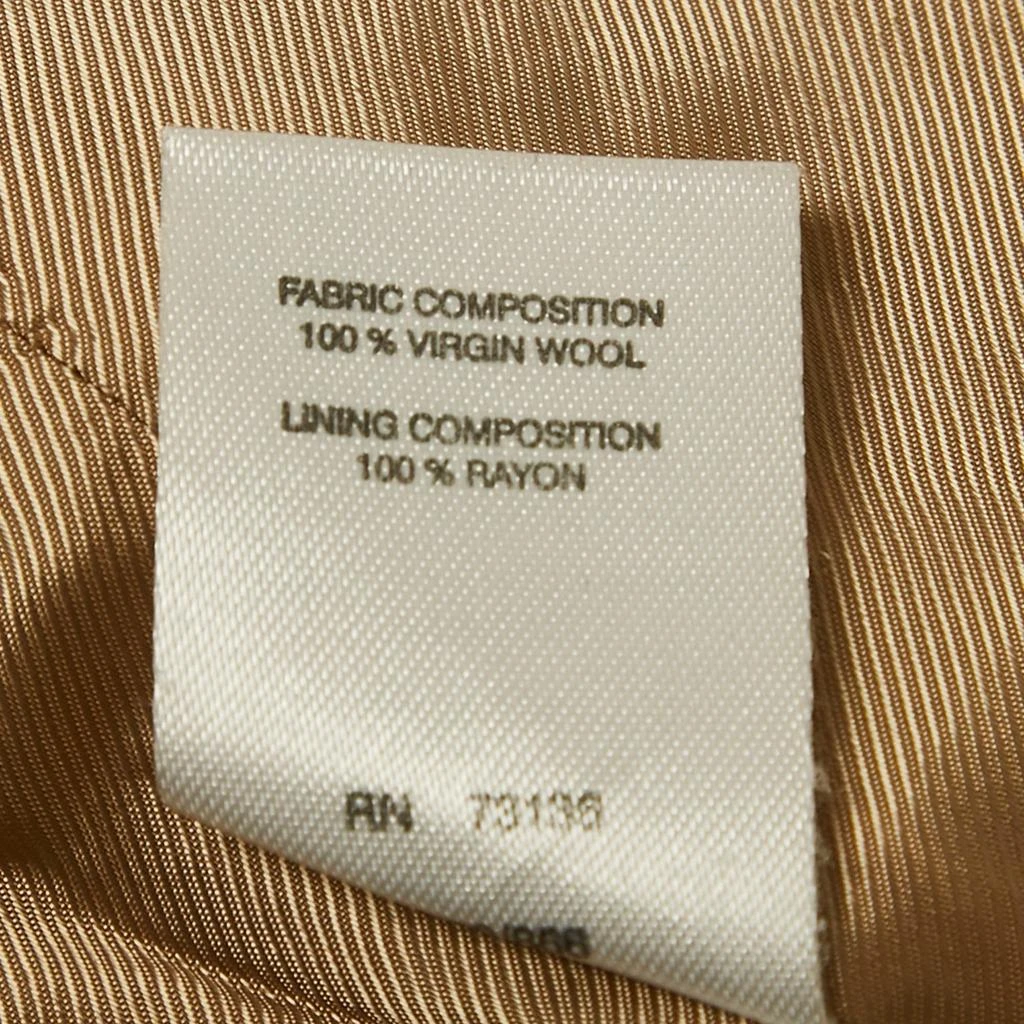 FABRIC COMPOSITION
100 % VIRGIN WOOL
LINING COMPOSITION
100 % RAYON
RN 73136